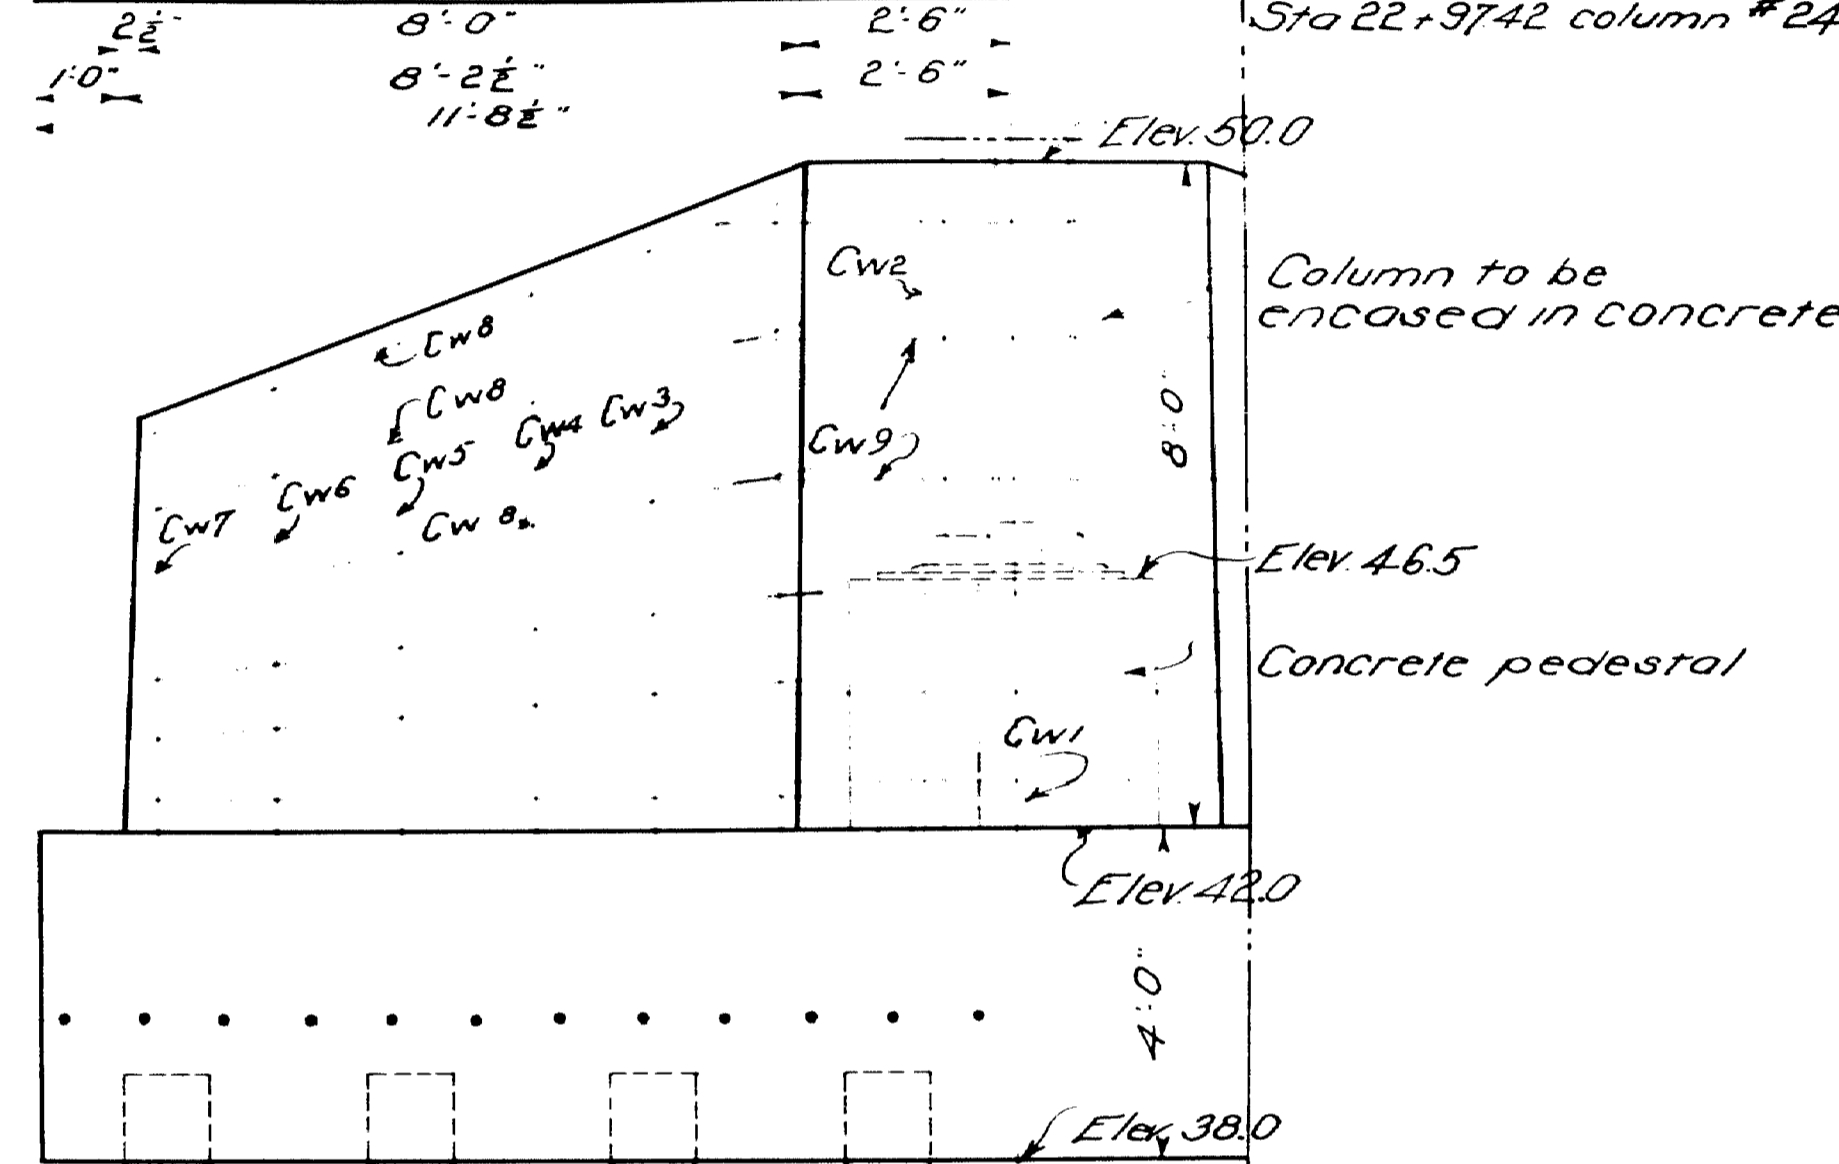 2½" 8'-0" 2'-6" Sta 22+97.42 column #24
1'-0" 8'-2½" 2'-6"
11'-8½"
Elev. 50.0
Cw2
Column to be
encased in concrete
Cw8
Cw8
Cw4 Cw3
8'-0"
Cw9
Cw5
Cw6
Cw7
Cw 8
Elev. 46.5
Concrete pedestal
Cw1
Elev. 42.0
4'-0"
Elev. 38.0